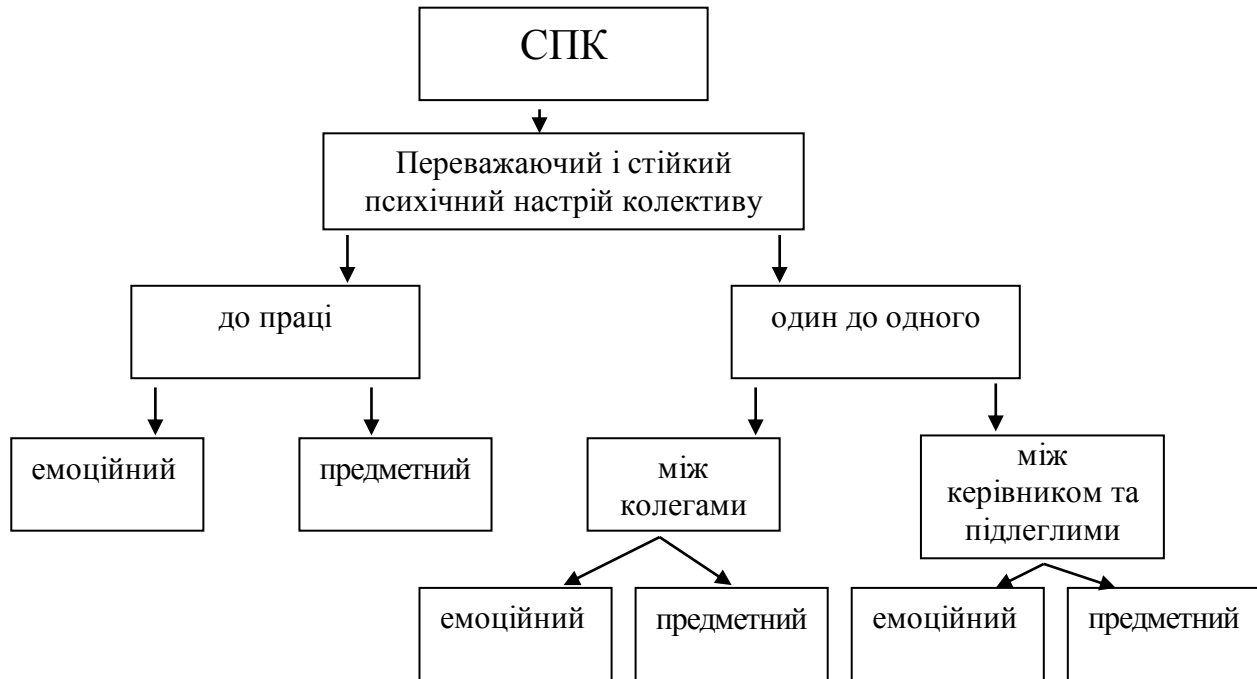 СПК
Переважаючий і стійкий
психічний настрій колективу
до праці
один до одного
емоційний
предметний
між
колегами
між
керівником та
підлеглими
емоційний
предметний
емоційний
предметний